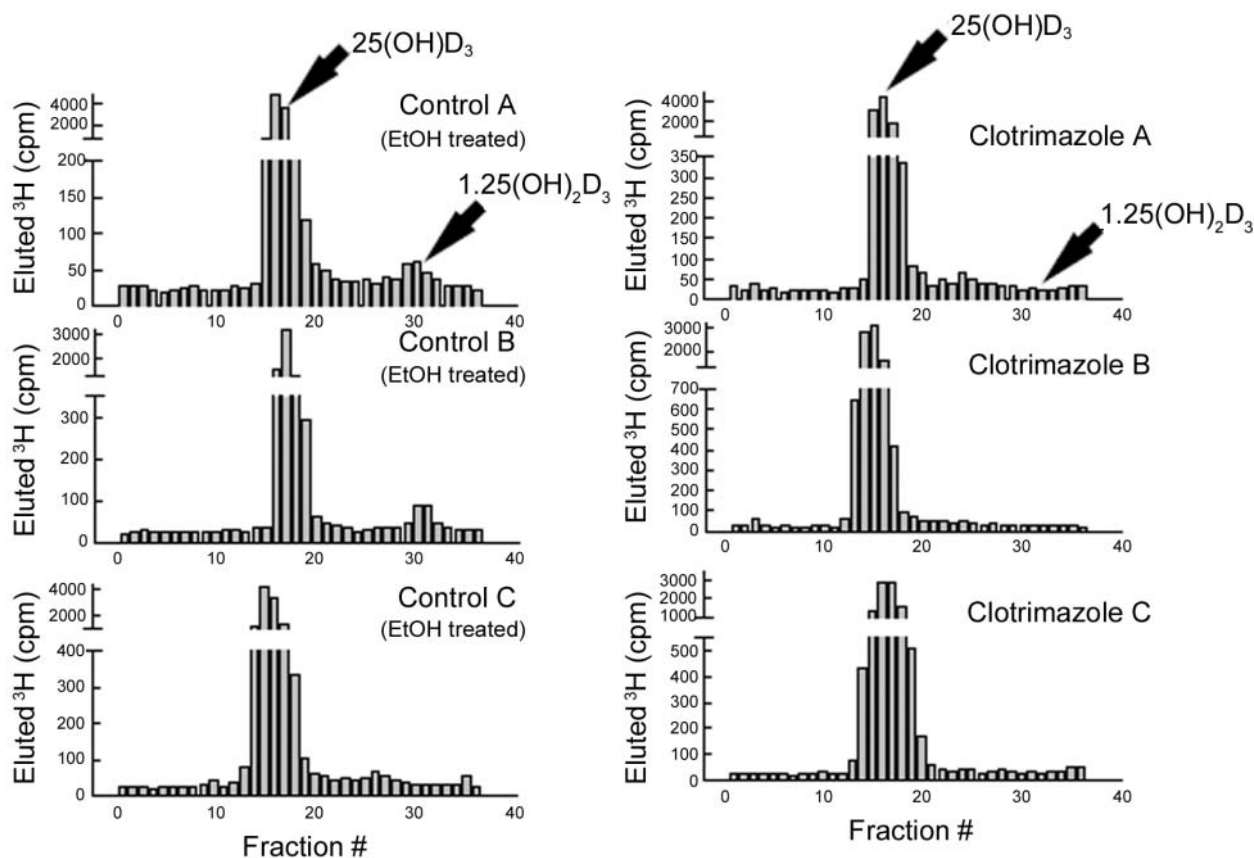 25(OH)D₃
Eluted ³H (cpm)
4000
2000
200
150
100
50
0
Control A
(EtOH treated)
1.25(OH)₂D₃
0 10 20 30 40
25(OH)D₃
Eluted ³H (cpm)
4000
2000
350
300
250
200
150
100
50
0
Clotrimazole A
1.25(OH)₂D₃
0 10 20 30 40
Eluted ³H (cpm)
3000
2000
300
200
100
0
Control B
(EtOH treated)
0 10 20 30 40
Eluted ³H (cpm)
3000
2000
700
600
500
400
300
200
100
0
Clotrimazole B
0 10 20 30 40
Eluted ³H (cpm)
4000
2000
400
300
200
100
0
Control C
(EtOH treated)
0 10 20 30 40
Fraction #
Eluted ³H (cpm)
3000
2000
1000
500
400
300
200
100
0
Clotrimazole C
0 10 20 30 40
Fraction #